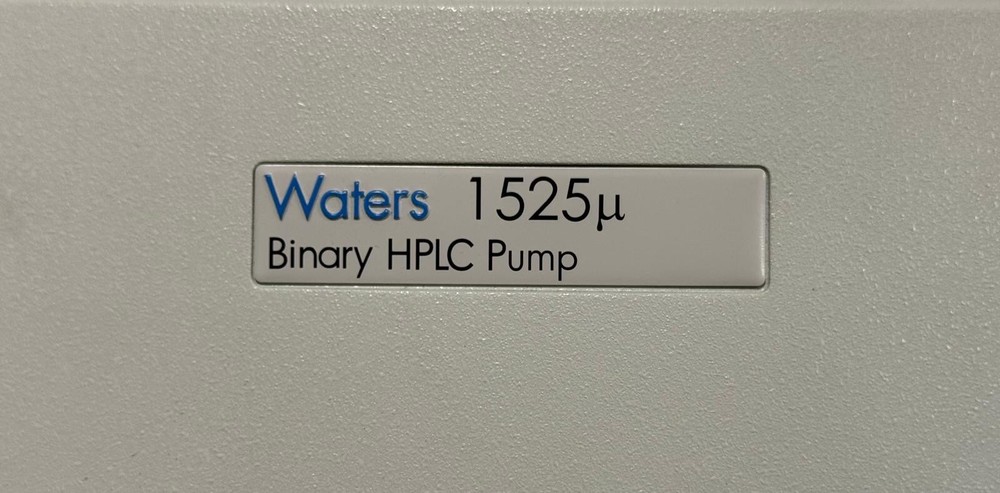 Waters 1525µ
Binary HPLC Pump